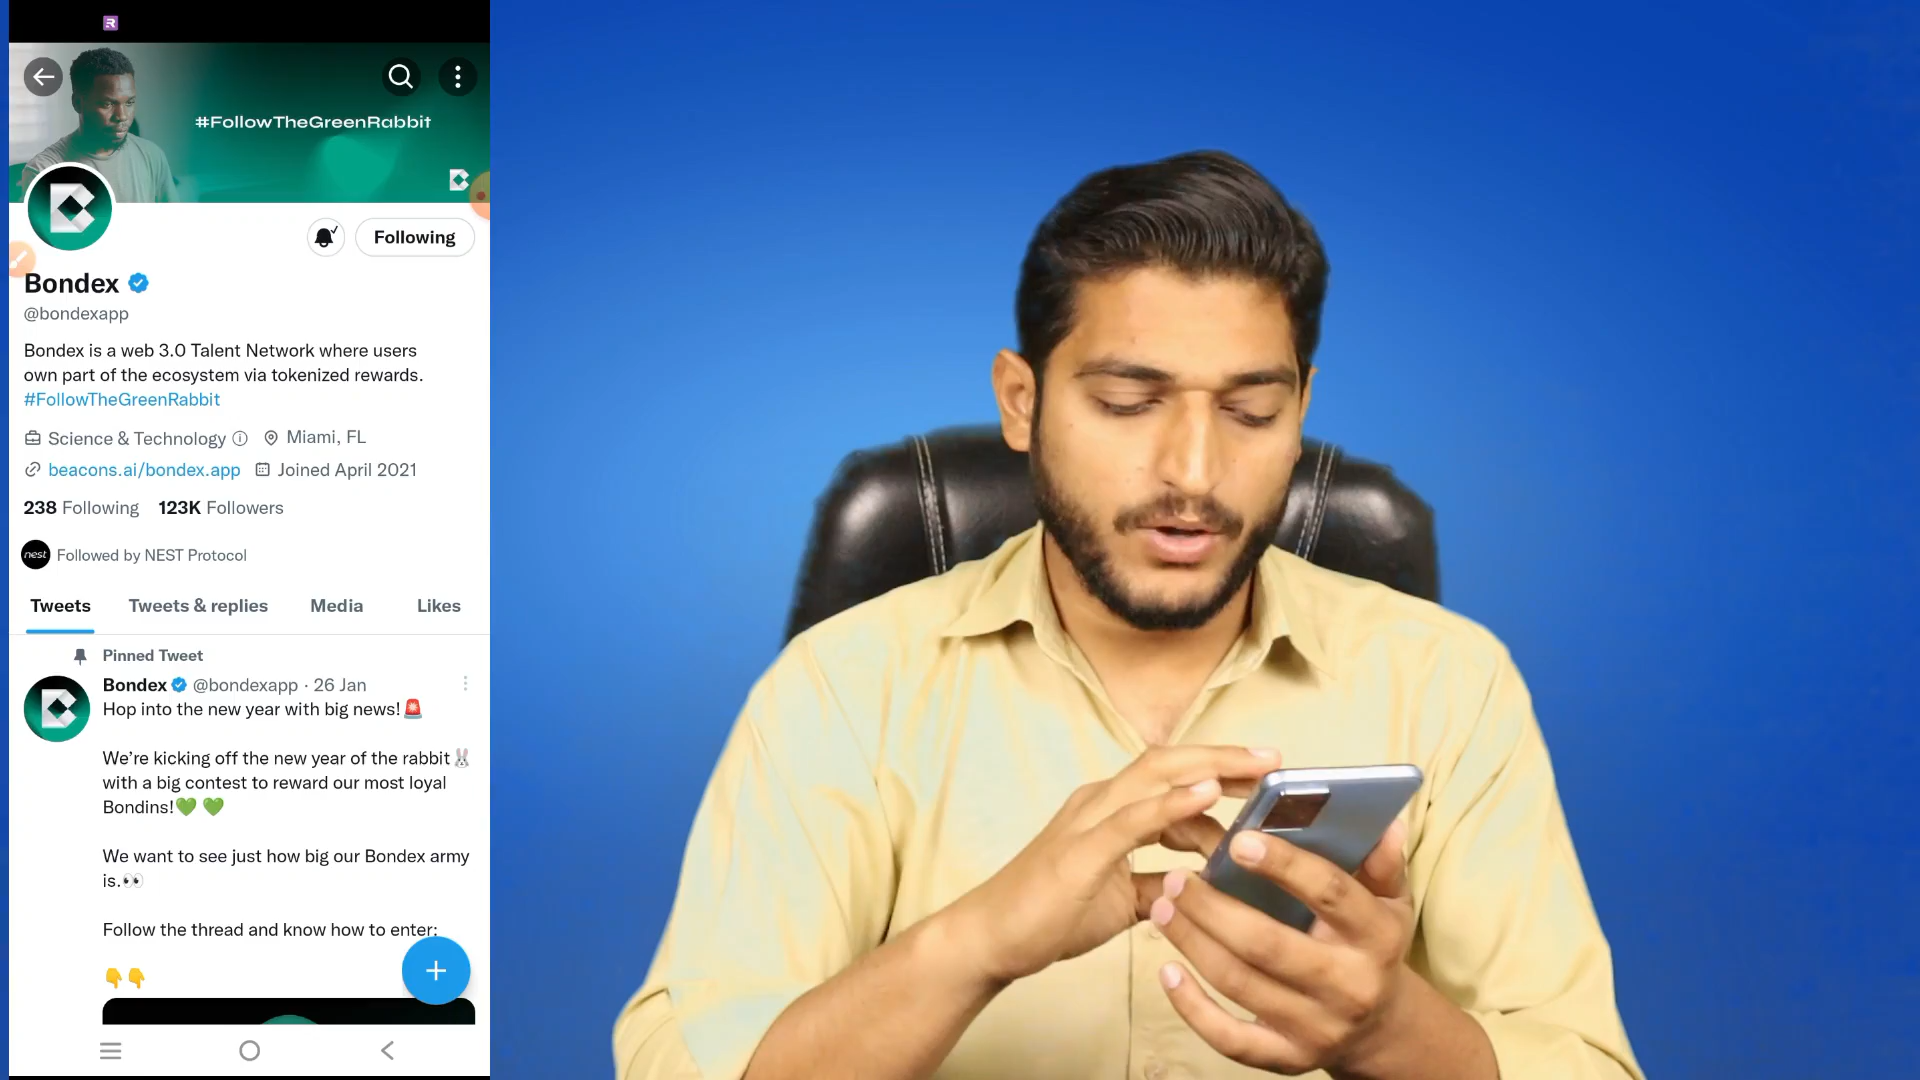 #FollowTheGreenRabbit
Following
Bondex
@bondexapp
Bondex is a web 3.0 Talent Network where users
own part of the ecosystem via tokenized rewards.
#FollowTheGreenRabbit
Science & Technology Miami, FL
beacons.ai/bondex.app Joined April 2021
238 Following 123K Followers
nest Followed by NEST Protocol
Tweets Tweets & replies Media Likes
Pinned Tweet
Bondex @bondexapp · 26 Jan
Hop into the new year with big news!🚨
We’re kicking off the new year of the rabbit🐰
with a big contest to reward our most loyal
Bondins!💚 💚
We want to see just how big our Bondex army
is.👀
Follow the thread and know how to enter:
👇👇